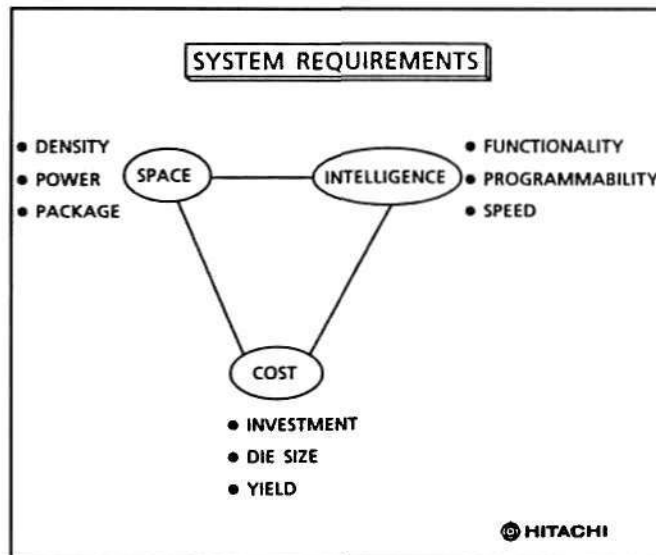 SYSTEM REQUIREMENTS
• DENSITY
• POWER
• PACKAGE
SPACE
INTELLIGENCE
• FUNCTIONALITY
• PROGRAMMABILITY
• SPEED
COST
• INVESTMENT
• DIE SIZE
• YIELD
HITACHI